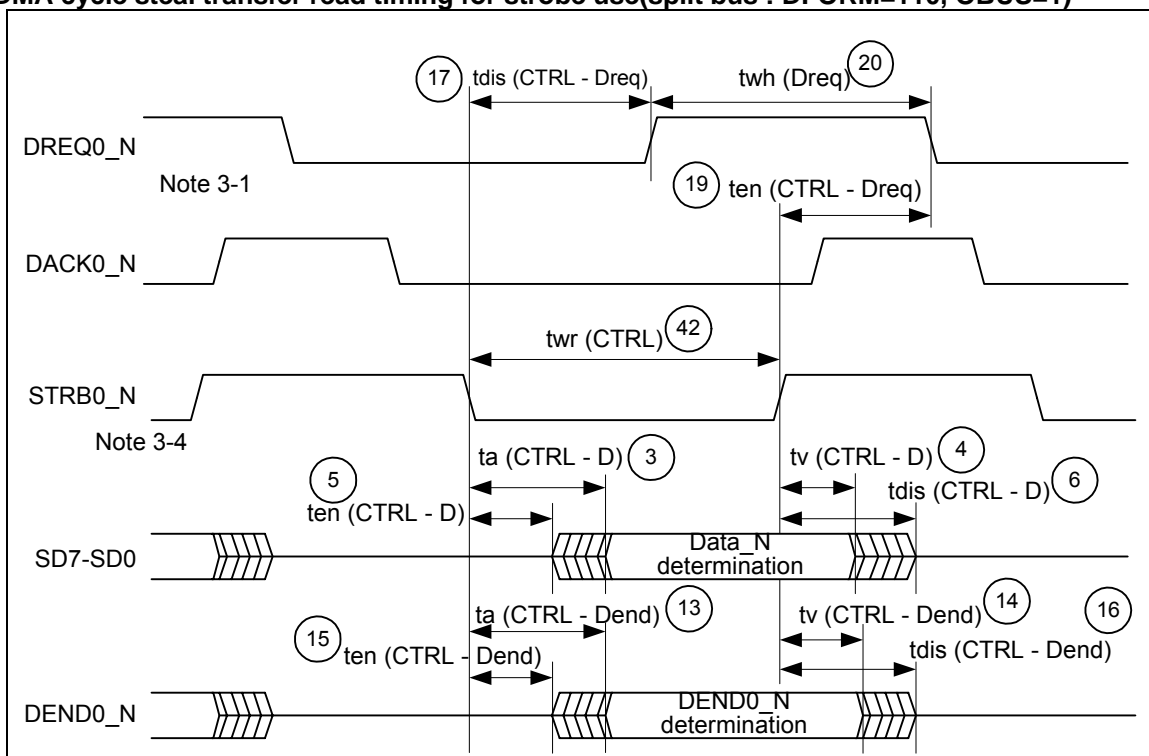 DMA cycle steal transfer read timing for strobe use(split bus : DFORM=110, OBUS=1)
17 tdis (CTRL - Dreq)
twh (Dreq) 20
DREQ0_N
Note 3-1
19 ten (CTRL - Dreq)
DACK0_N
twr (CTRL) 42
STRB0_N
Note 3-4
ta (CTRL - D) 3
tv (CTRL - D) 4
5
ten (CTRL - D)
tdis (CTRL - D) 6
SD7-SD0
Data_N
determination
ta (CTRL - Dend) 13
tv (CTRL - Dend) 14
16
15 ten (CTRL - Dend)
tdis (CTRL - Dend)
DEND0_N
DEND0_N
determination